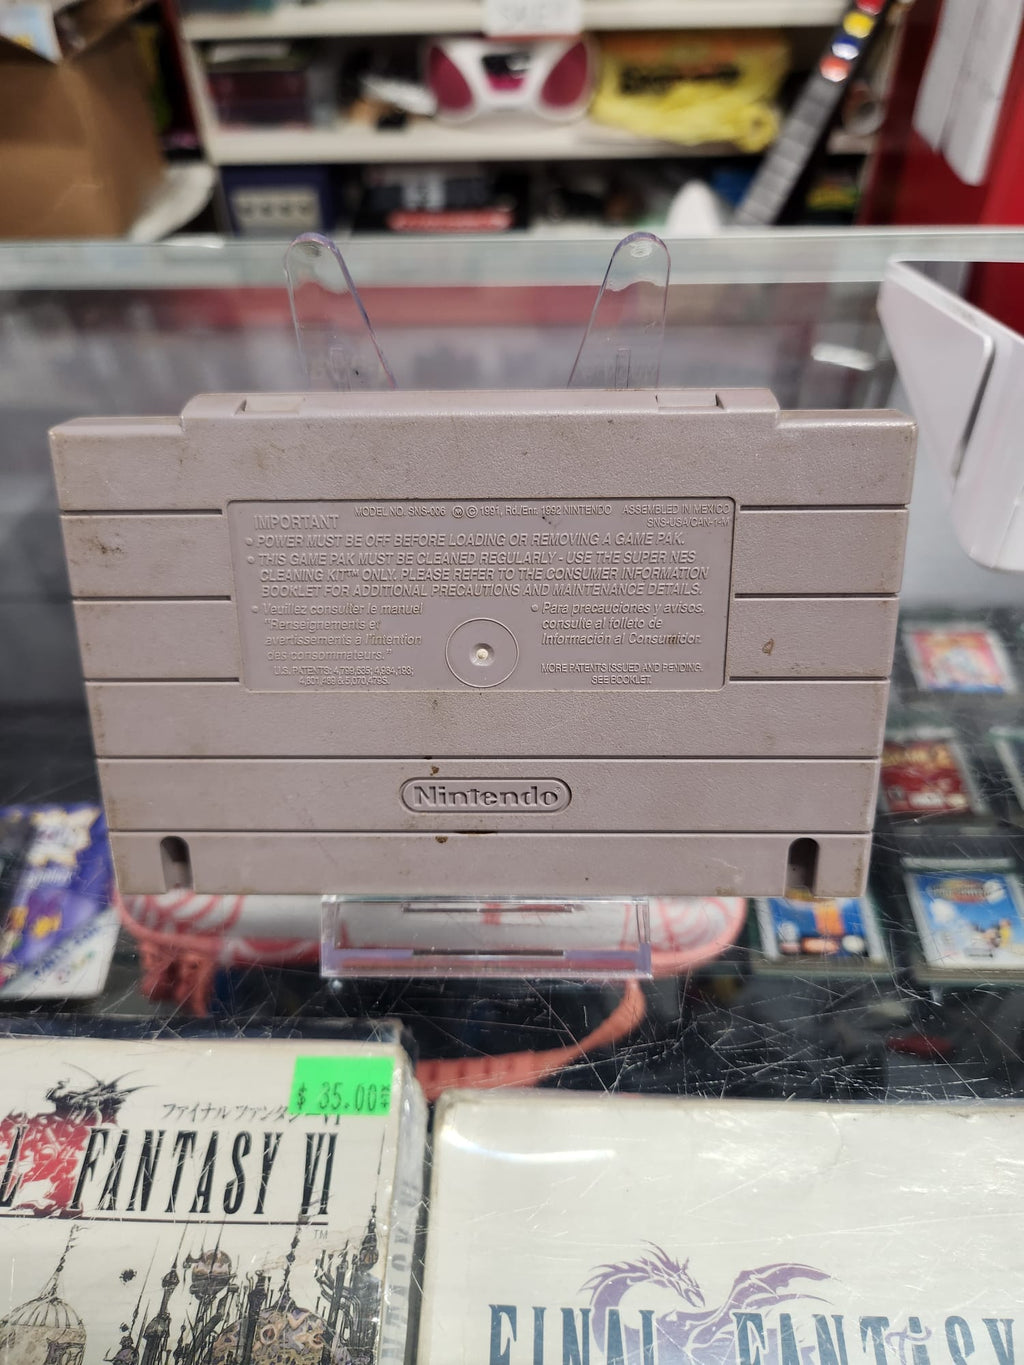 IMPORTANT
MODEL NO. SNS-006 Ⓜ © 1991, Rd./Enr. 1992 NINTENDO
ASSEMBLED IN MEXICO
SNS-USA/CAN-1-M
• POWER MUST BE OFF BEFORE LOADING OR REMOVING A GAME PAK.
• THIS GAME PAK MUST BE CLEANED REGULARLY - USE THE SUPER NES
CLEANING KIT™ ONLY. PLEASE REFER TO THE CONSUMER INFORMATION
BOOKLET FOR ADDITIONAL PRECAUTIONS AND MAINTENANCE DETAILS.
• Veuillez consulter le manuel
"Renseignements et
avertissements a l'intention
des consommateurs."
• Para precauciones y avisos,
consulte al folleto de
Información al Consumidor.
U.S. PATENTS:
MORE PATENTS ISSUED AND PENDING.
SEE BOOKLET.
Nintendo
$ 35.00
ファイナルファンタジーVI
FANTASY VI
TM
FINAL FANTASY